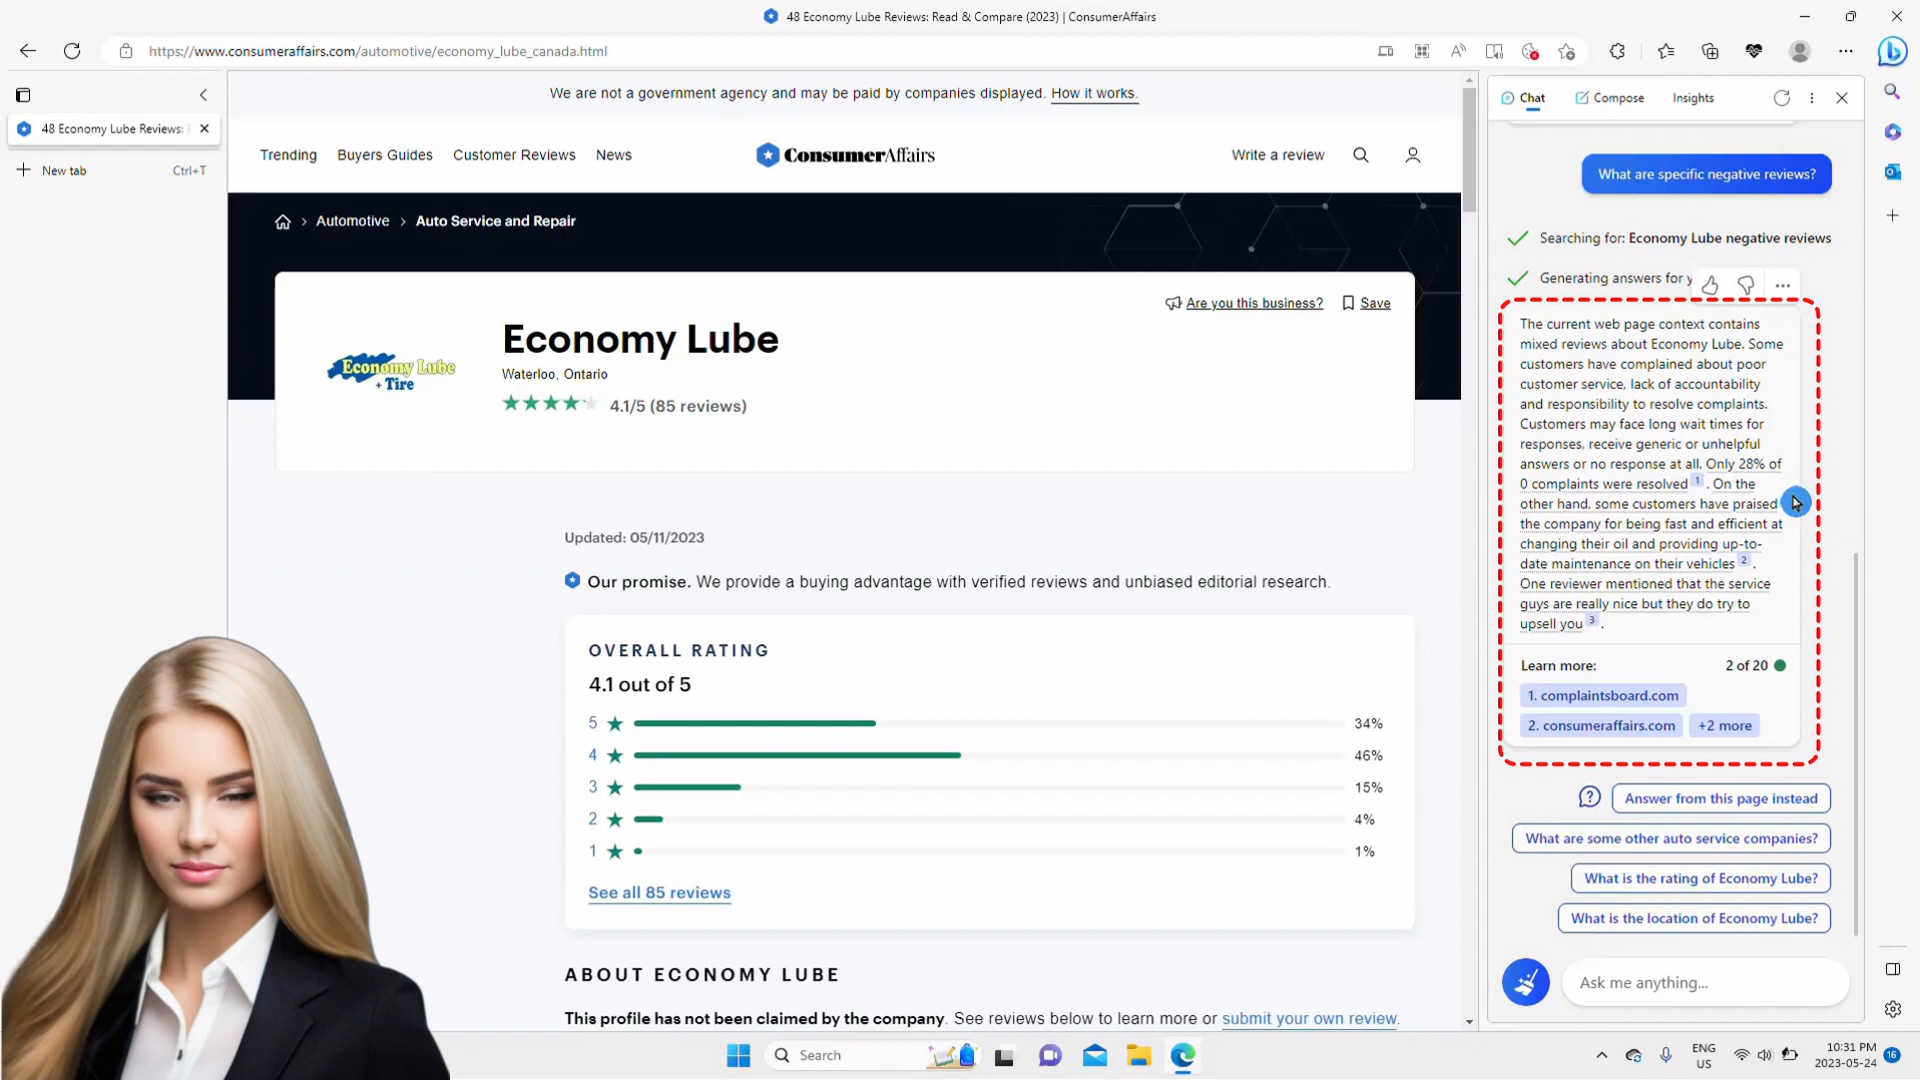 48 Economy Lube Reviews: Read & Compare (2023) | ConsumerAffairs
https://www.consumeraffairs.com/automotive/economy_lube_canada.html
48 Economy Lube Reviews:
New tab
Ctrl+T
We are not a government agency and may be paid by companies displayed. How it works.
Trending
Buyers Guides
Customer Reviews
News
ConsumerAffairs
Write a review
Automotive
Auto Service and Repair
Are you this business?
Save
Economy Lube
+ Tire
Economy Lube
Waterloo, Ontario
4.1/5 (85 reviews)
Updated: 05/11/2023
Our promise. We provide a buying advantage with verified reviews and unbiased editorial research.
OVERALL RATING
4.1 out of 5
5 34%
4 46%
3 15%
2 4%
1 1%
See all 85 reviews
ABOUT ECONOMY LUBE
This profile has not been claimed by the company. See reviews below to learn more or submit your own review.
Chat
Compose
Insights
What are specific negative reviews?
Searching for: Economy Lube negative reviews
Generating answers for y
The current web page context contains
mixed reviews about Economy Lube. Some
customers have complained about poor
customer service, lack of accountability
and responsibility to resolve complaints.
Customers may face long wait times for
responses, receive generic or unhelpful
answers or no response at all. Only 28% of
0 complaints were resolved 1 . On the
other hand, some customers have praised
the company for being fast and efficient at
changing their oil and providing up-to-
date maintenance on their vehicles 2 .
One reviewer mentioned that the service
guys are really nice but they do try to
upsell you 3 .
Learn more:
2 of 20
1. complaintsboard.com
2. consumeraffairs.com
+2 more
Answer from this page instead
What are some other auto service companies?
What is the rating of Economy Lube?
What is the location of Economy Lube?
Ask me anything...
Search
ENG
US
10:31 PM
2023-05-24
16